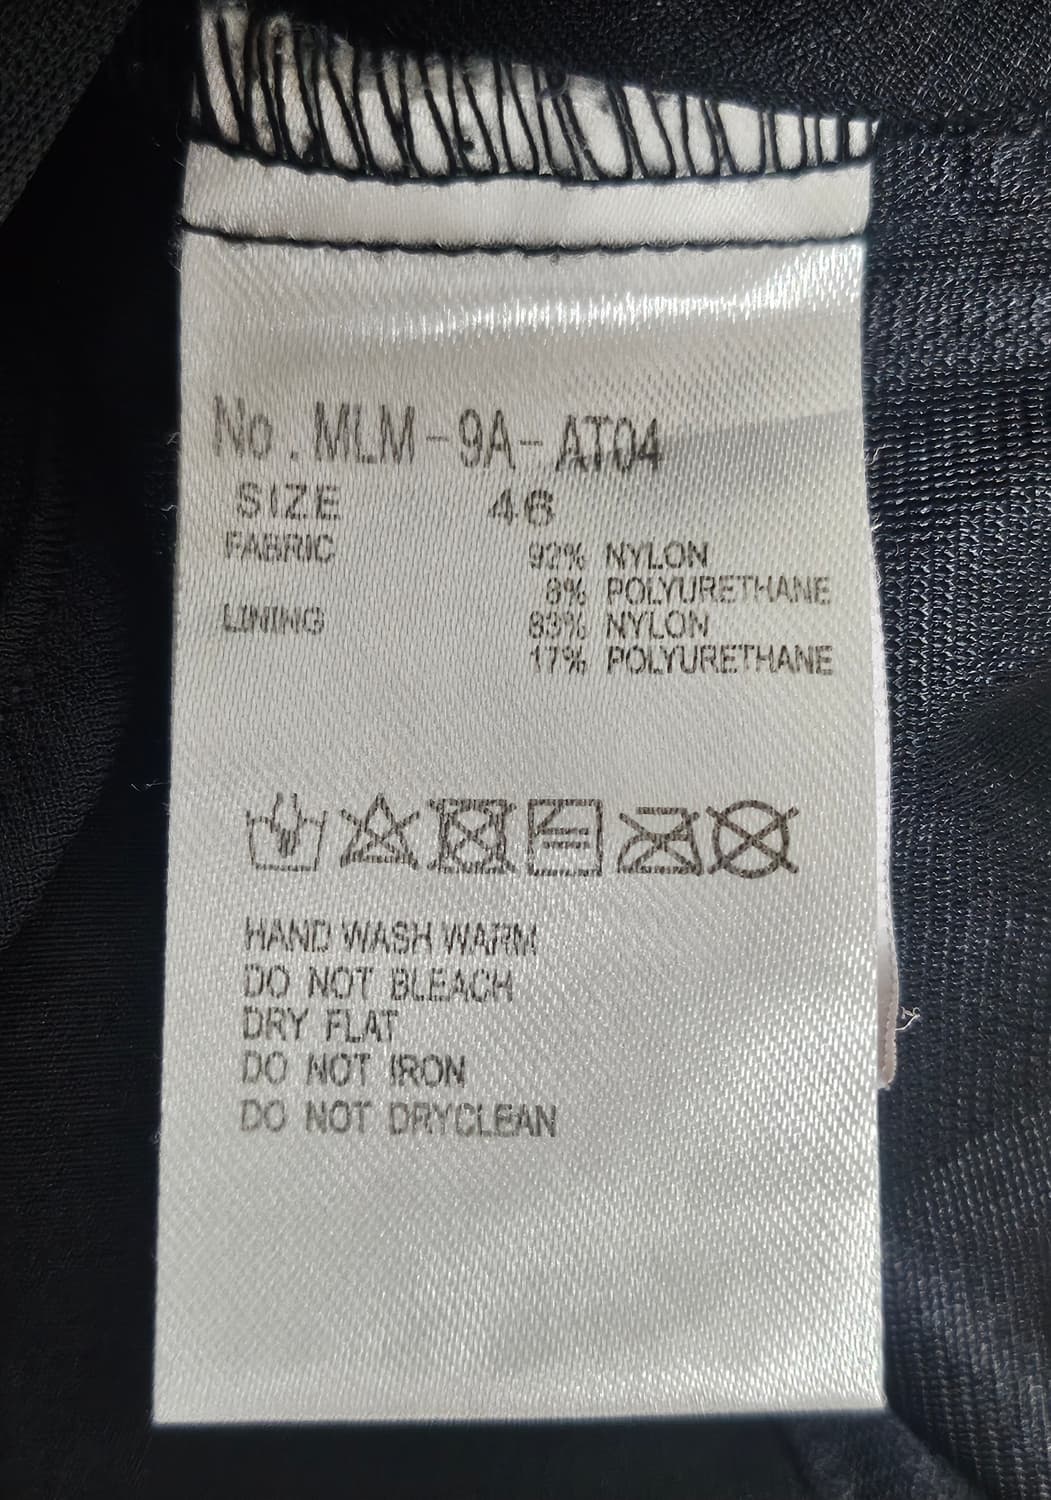 No. MLM-9A-AT04
SIZE 46
FABRIC 92% NYLON
8% POLYURETHANE
LINING 83% NYLON
17% POLYURETHANE
HAND WASH WARM
DO NOT BLEACH
DRY FLAT
DO NOT IRON
DO NOT DRYCLEAN